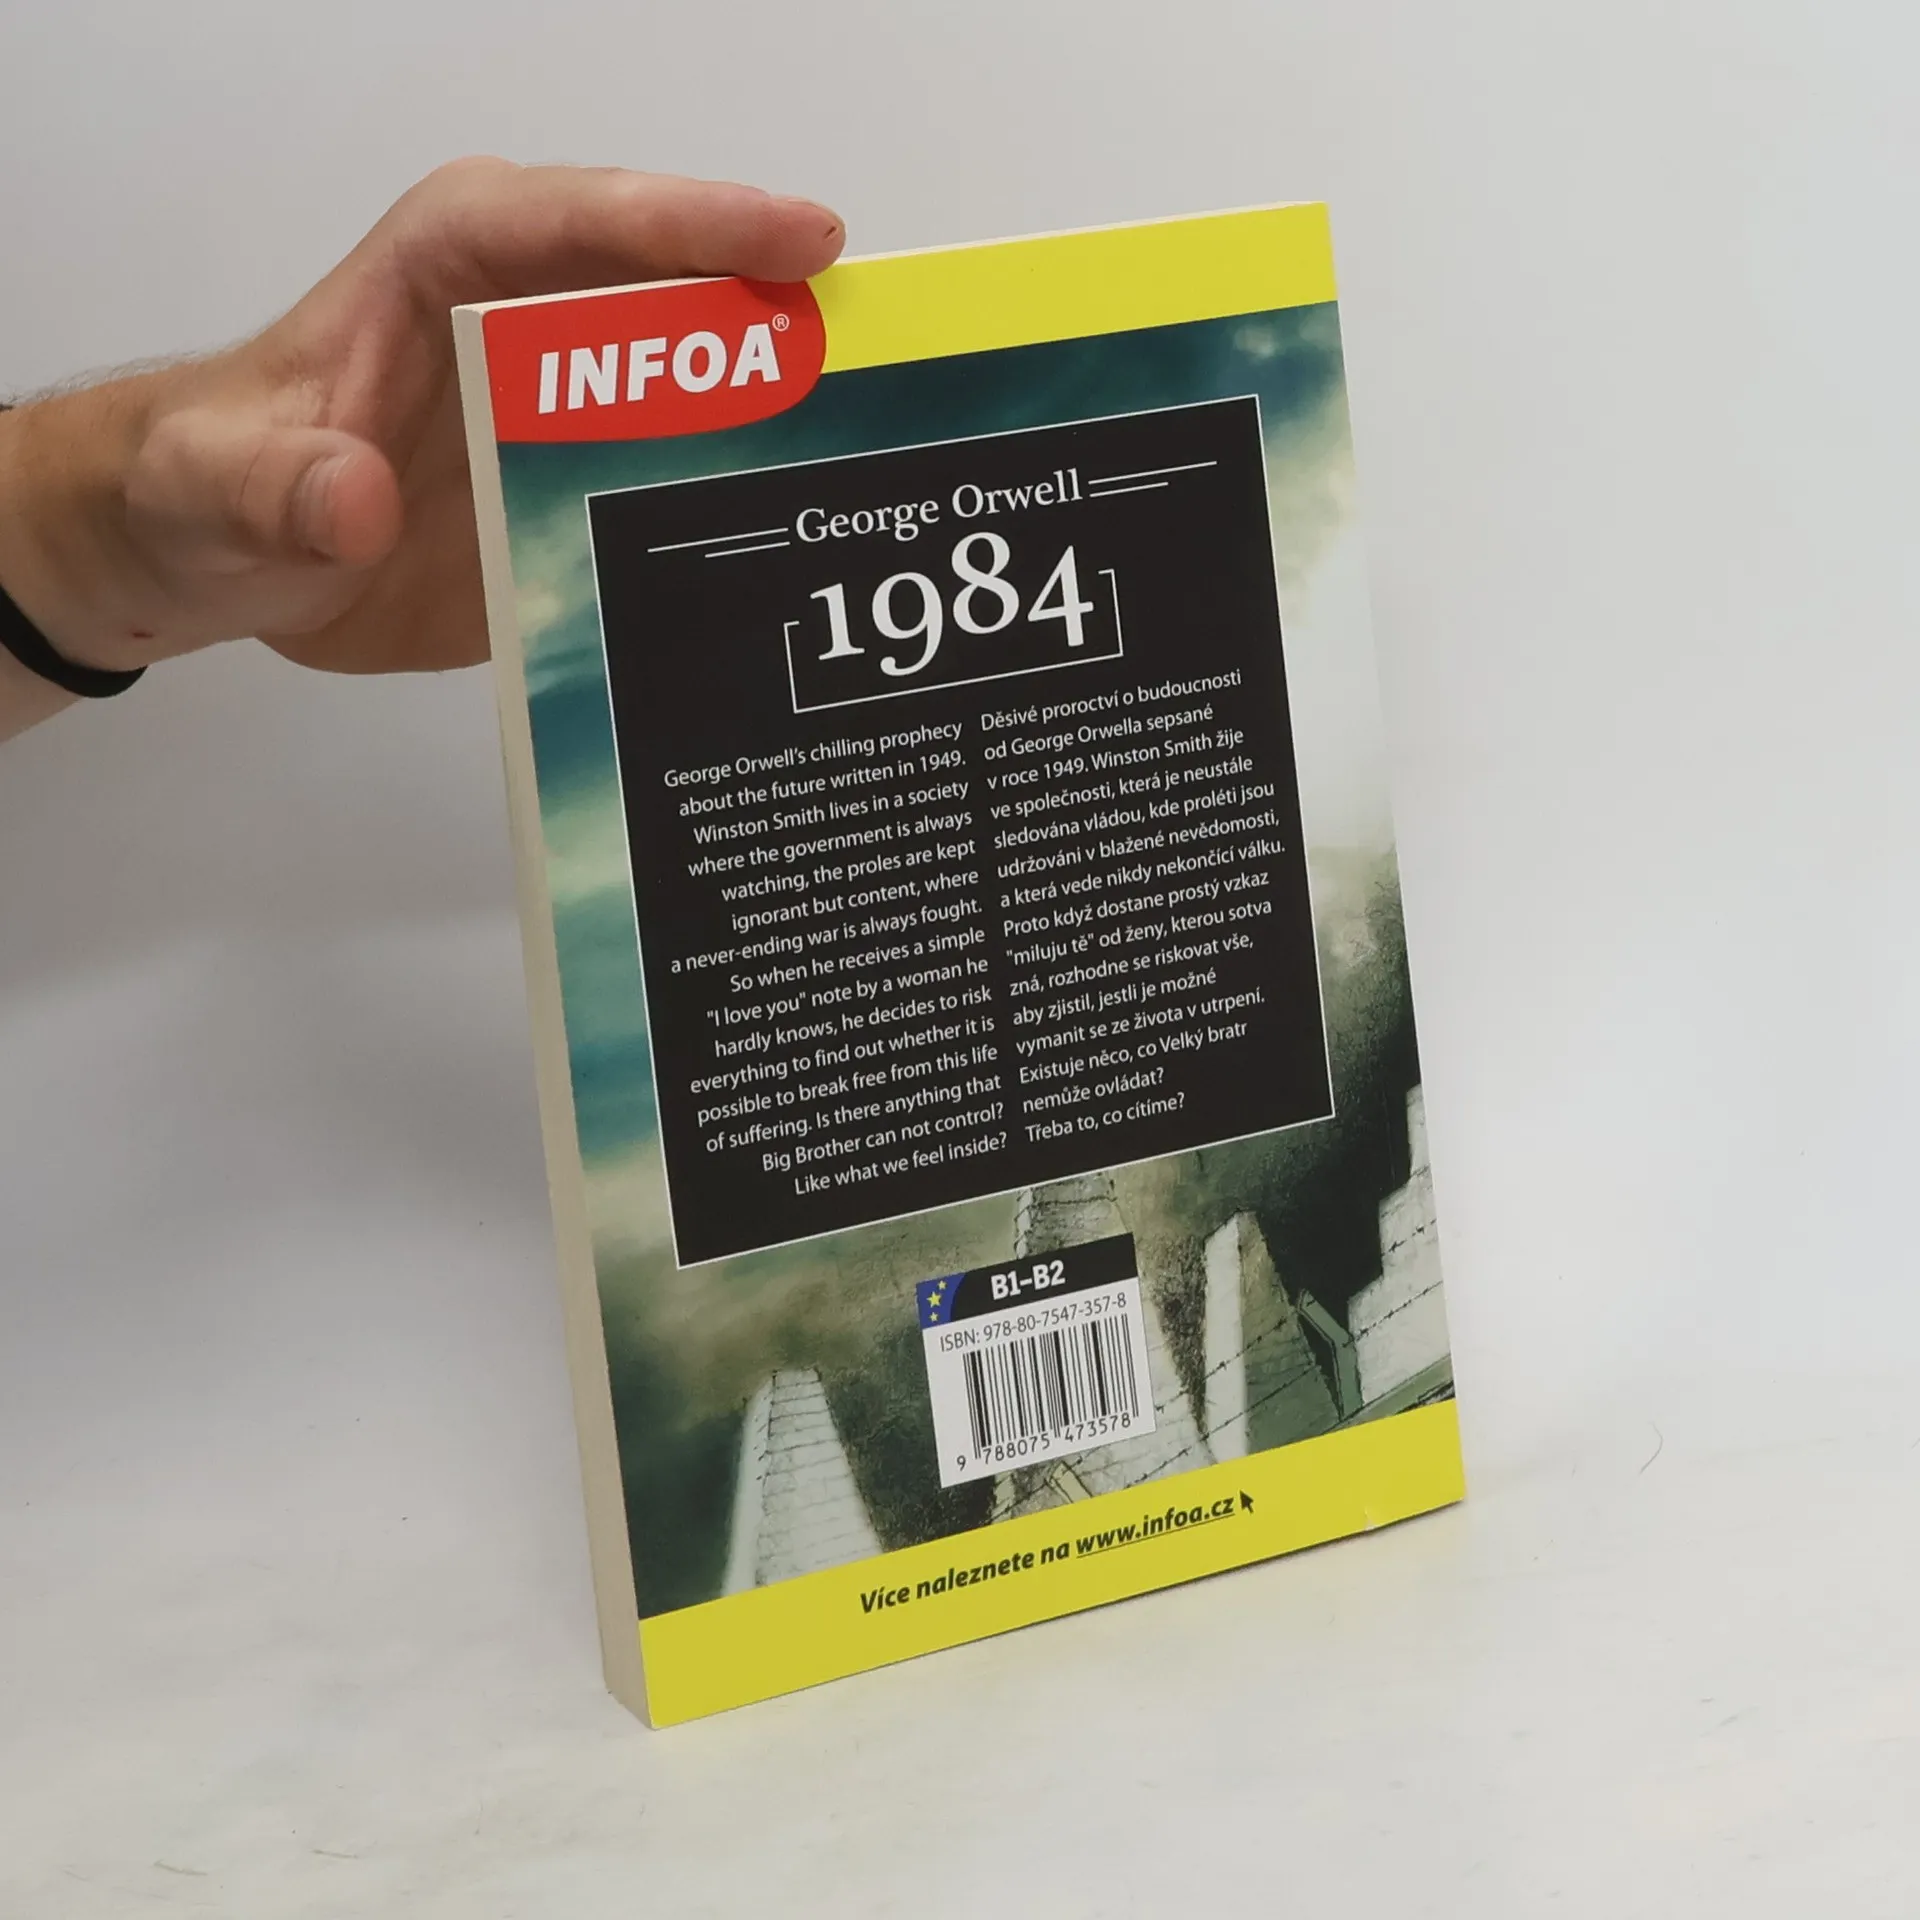 INFOA®
George Orwell
1984
George Orwell's chilling prophecy
about the future written in 1949.
Winston Smith lives in a society
where the government is always
watching, the proles are kept
ignorant but content, where
a never-ending war is always fought.
So when he receives a simple
"I love you" note by a woman he
hardly knows, he decides to risk
everything to find out whether it is
possible to break free from this life
of suffering. Is there anything that
Big Brother can not control?
Like what we feel inside?
Děsivé proroctví o budoucnosti
od George Orwella sepsané
v roce 1949. Winston Smith žije
ve společnosti, která je neustále
sledována vládou, kde proléti jsou
udržováni v blažené nevědomosti,
a která vede nikdy nekončící válku.
Proto když dostane prostý vzkaz
"miluju tě" od ženy, kterou sotva
zná, rozhodne se riskovat vše,
aby zjistil, jestli je možné
vymanit se ze života v utrpení.
Existuje něco, co Velký bratr
nemůže ovládat?
Třeba to, co cítíme?
B1–B2
ISBN: 978-80-7547-357-8
9 788075 473578
Více naleznete na www.infoa.cz